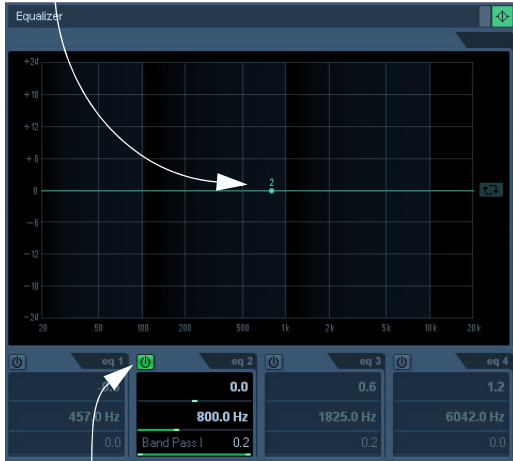 Equalizer
+24
+18
+12
+ 6
2
0
– 6
– 12
– 18
– 24
20 50 100 200 500 1k 2k 5k 10k 20k
eq 1 eq 2 eq 3 eq 4
0.0 0.6 1.2
457.0 Hz 800.0 Hz 1825.0 Hz 6042.0 Hz
0.0 Band Pass I 0.2 0.2 0.0